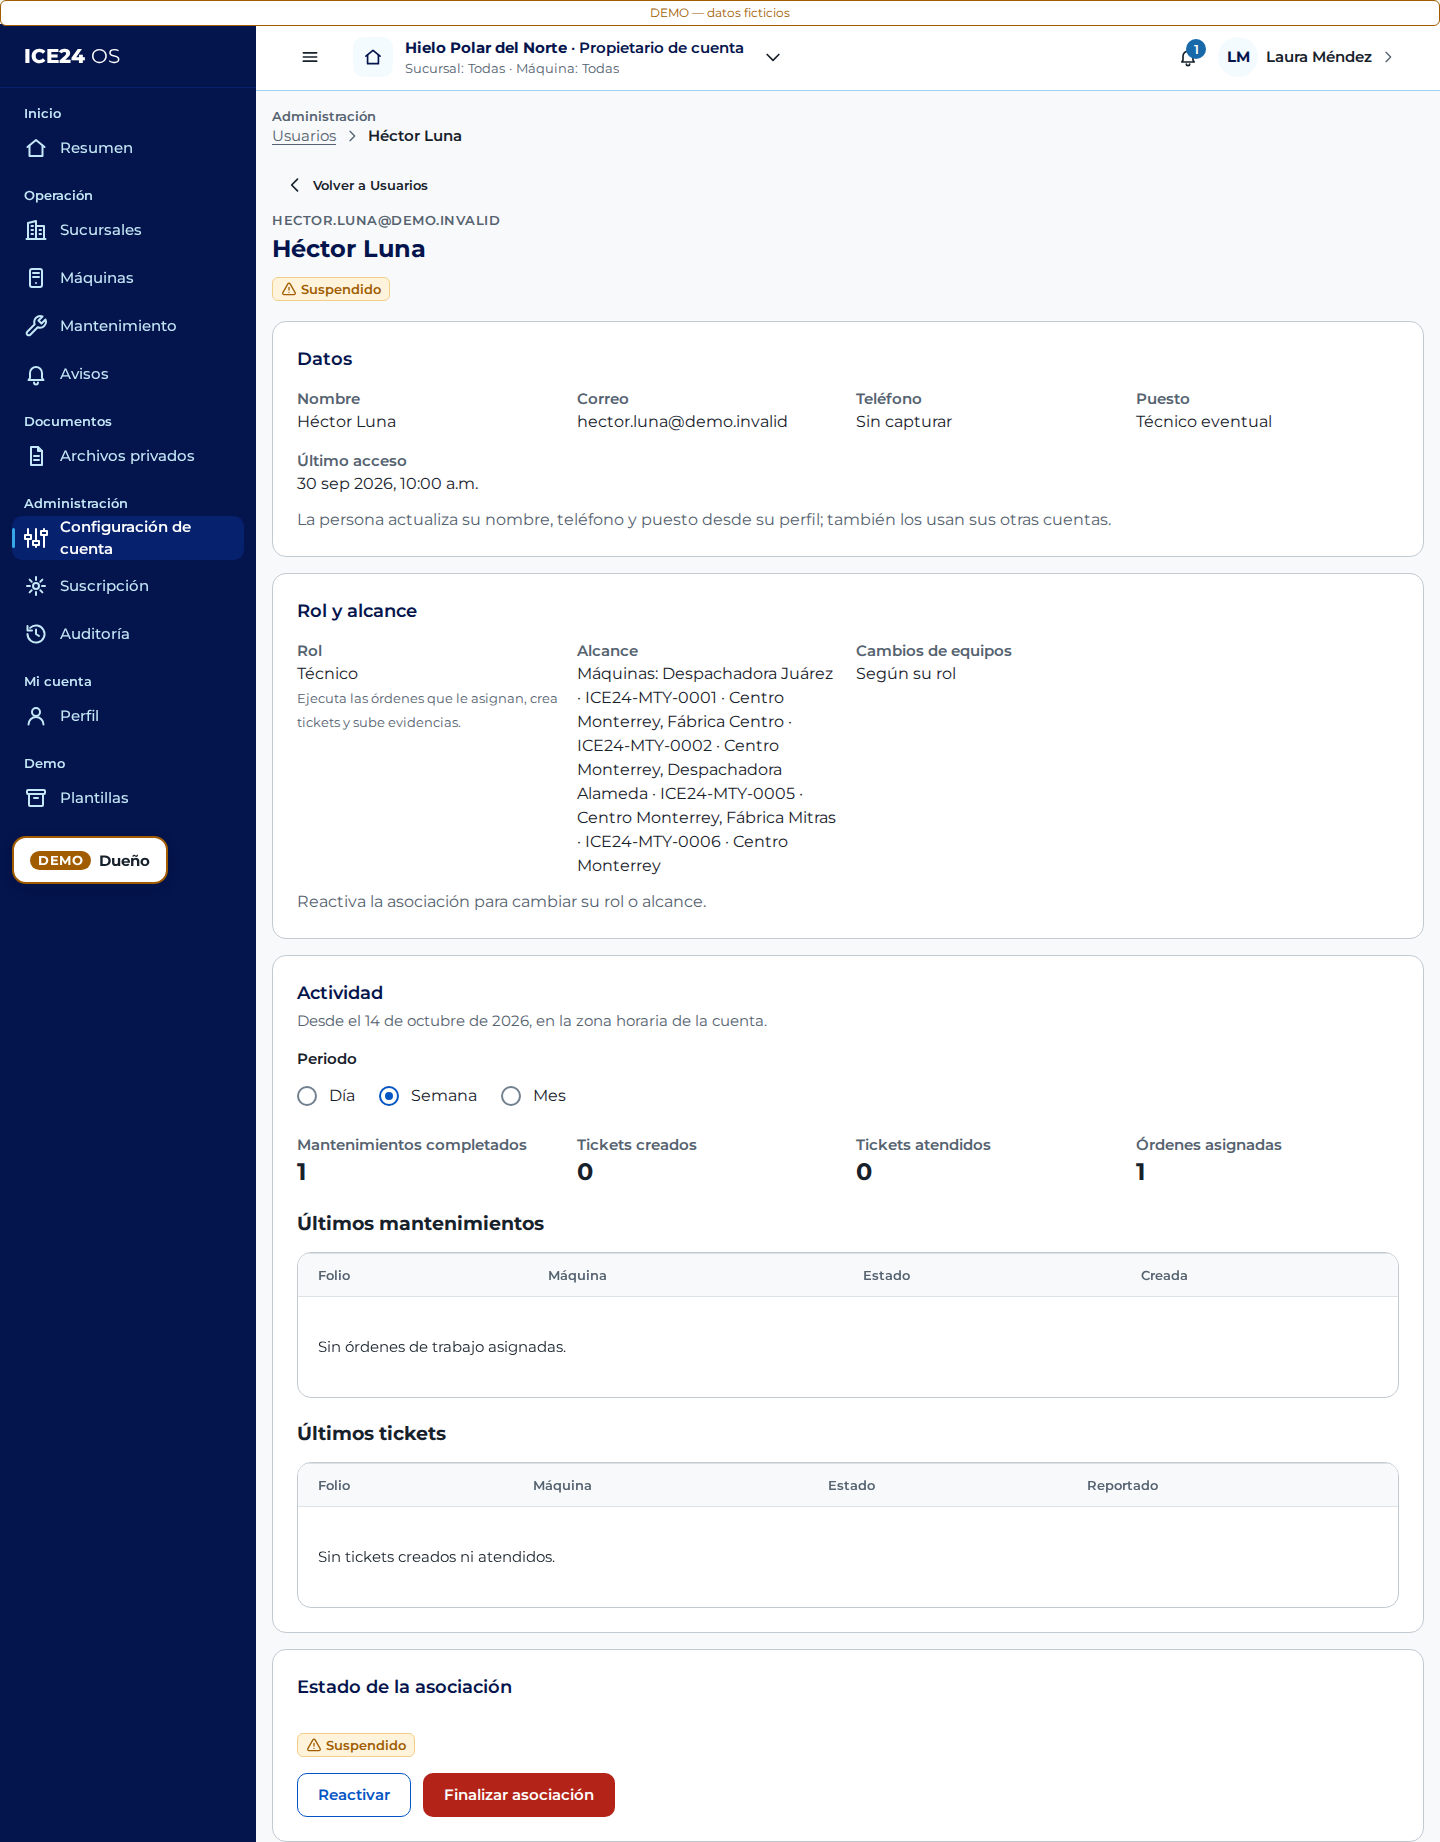 DEMO — datos ficticios
ICE24 OS
Inicio
Resumen
Operación
Sucursales
Máquinas
Mantenimiento
Avisos
Documentos
Archivos privados
Administración
Configuración de
cuenta
Suscripción
Auditoría
Mi cuenta
Perfil
Demo
Plantillas
DEMO Dueño
Hielo Polar del Norte · Propietario de cuenta
Sucursal: Todas · Máquina: Todas
1
LM Laura Méndez
Administración
Usuarios > Héctor Luna
Volver a Usuarios
HECTOR.LUNA@DEMO.INVALID
Héctor Luna
Suspendido
Datos
Nombre
Héctor Luna
Correo
hector.luna@demo.invalid
Teléfono
Sin capturar
Puesto
Técnico eventual
Último acceso
30 sep 2026, 10:00 a.m.
La persona actualiza su nombre, teléfono y puesto desde su perfil; también los usan sus otras cuentas.
Rol y alcance
Rol
Técnico
Ejecuta las órdenes que le asignan, crea
tickets y sube evidencias.
Alcance
Máquinas: Despachadora Juárez
· ICE24-MTY-0001 · Centro
Monterrey, Fábrica Centro ·
ICE24-MTY-0002 · Centro
Monterrey, Despachadora
Alameda · ICE24-MTY-0005 ·
Centro Monterrey, Fábrica Mitras
· ICE24-MTY-0006 · Centro
Monterrey
Cambios de equipos
Según su rol
Reactiva la asociación para cambiar su rol o alcance.
Actividad
Desde el 14 de octubre de 2026, en la zona horaria de la cuenta.
Periodo
Día Semana Mes
Mantenimientos completados
1
Tickets creados
0
Tickets atendidos
0
Órdenes asignadas
1
Últimos mantenimientos
Folio Máquina Estado Creada
Sin órdenes de trabajo asignadas.
Últimos tickets
Folio Máquina Estado Reportado
Sin tickets creados ni atendidos.
Estado de la asociación
Suspendido
Reactivar Finalizar asociación